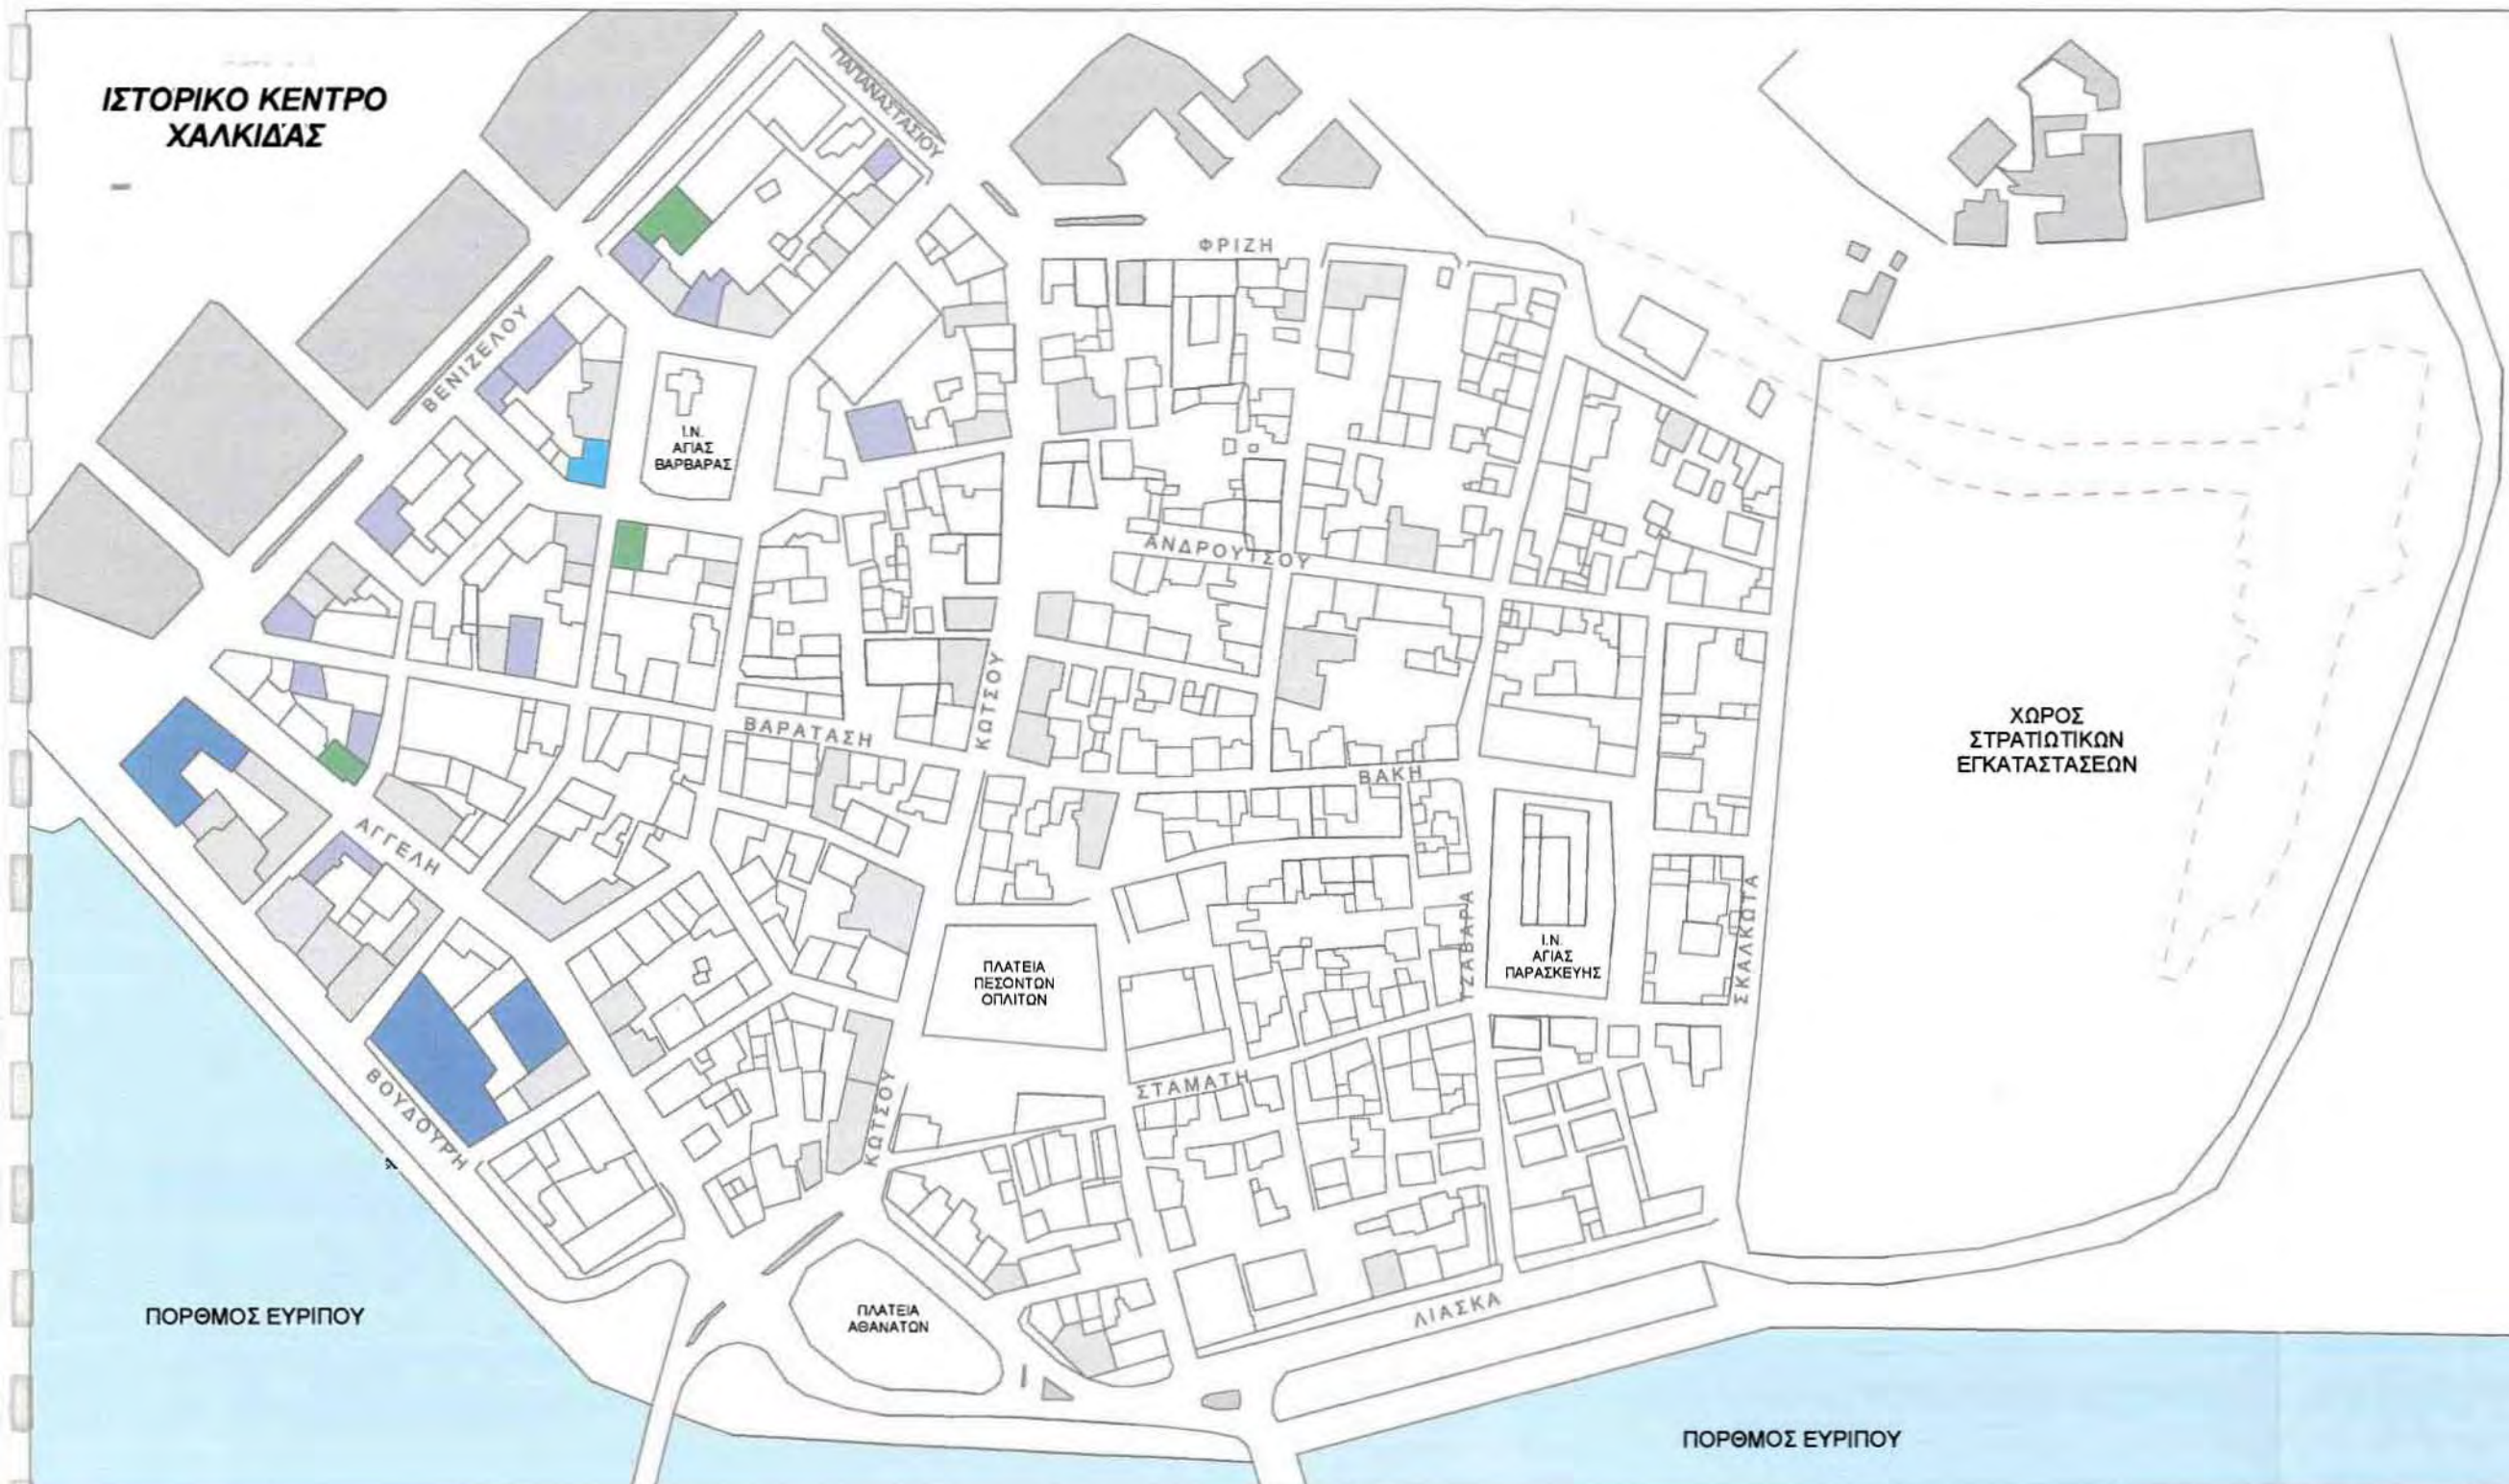 ΙΣΤΟΡΙΚΟ ΚΕΝΤΡΟ
ΧΑΛΚΙΔΑΣ
ΠΑΠΑΝΑΣΤΑΣΙΟΥ
ΦΡΙΖΗ
ΒΕΝΙΖΕΛΟΥ
Ι.Ν.
ΑΓΙΑΣ
ΒΑΡΒΑΡΑΣ
ΑΝΔΡΟΥΤΣΟΥ
ΚΩΤΣΟΥ
ΒΑΡΑΤΑΣΗ
ΧΩΡΟΣ
ΣΤΡΑΤΙΩΤΙΚΩΝ
ΕΓΚΑΤΑΣΤΑΣΕΩΝ
ΒΑΚΗ
ΑΓΓΕΛΗ
ΤΖΑΒΑΡΑ
ΣΚΑΛΚΩΤΑ
Ι.Ν.
ΑΓΙΑΣ
ΠΑΡΑΣΚΕΥΗΣ
ΠΛΑΤΕΙΑ
ΠΕΣΟΝΤΩΝ
ΟΠΛΙΤΩΝ
ΣΤΑΜΑΤΗ
ΒΟΥΔΟΥΡΗ
ΚΩΤΣΟΥ
ΠΟΡΘΜΟΣ ΕΥΡΙΠΟΥ
ΠΛΑΤΕΙΑ
ΑΘΑΝΑΤΩΝ
ΛΙΑΣΚΑ
ΠΟΡΘΜΟΣ ΕΥΡΙΠΟΥ